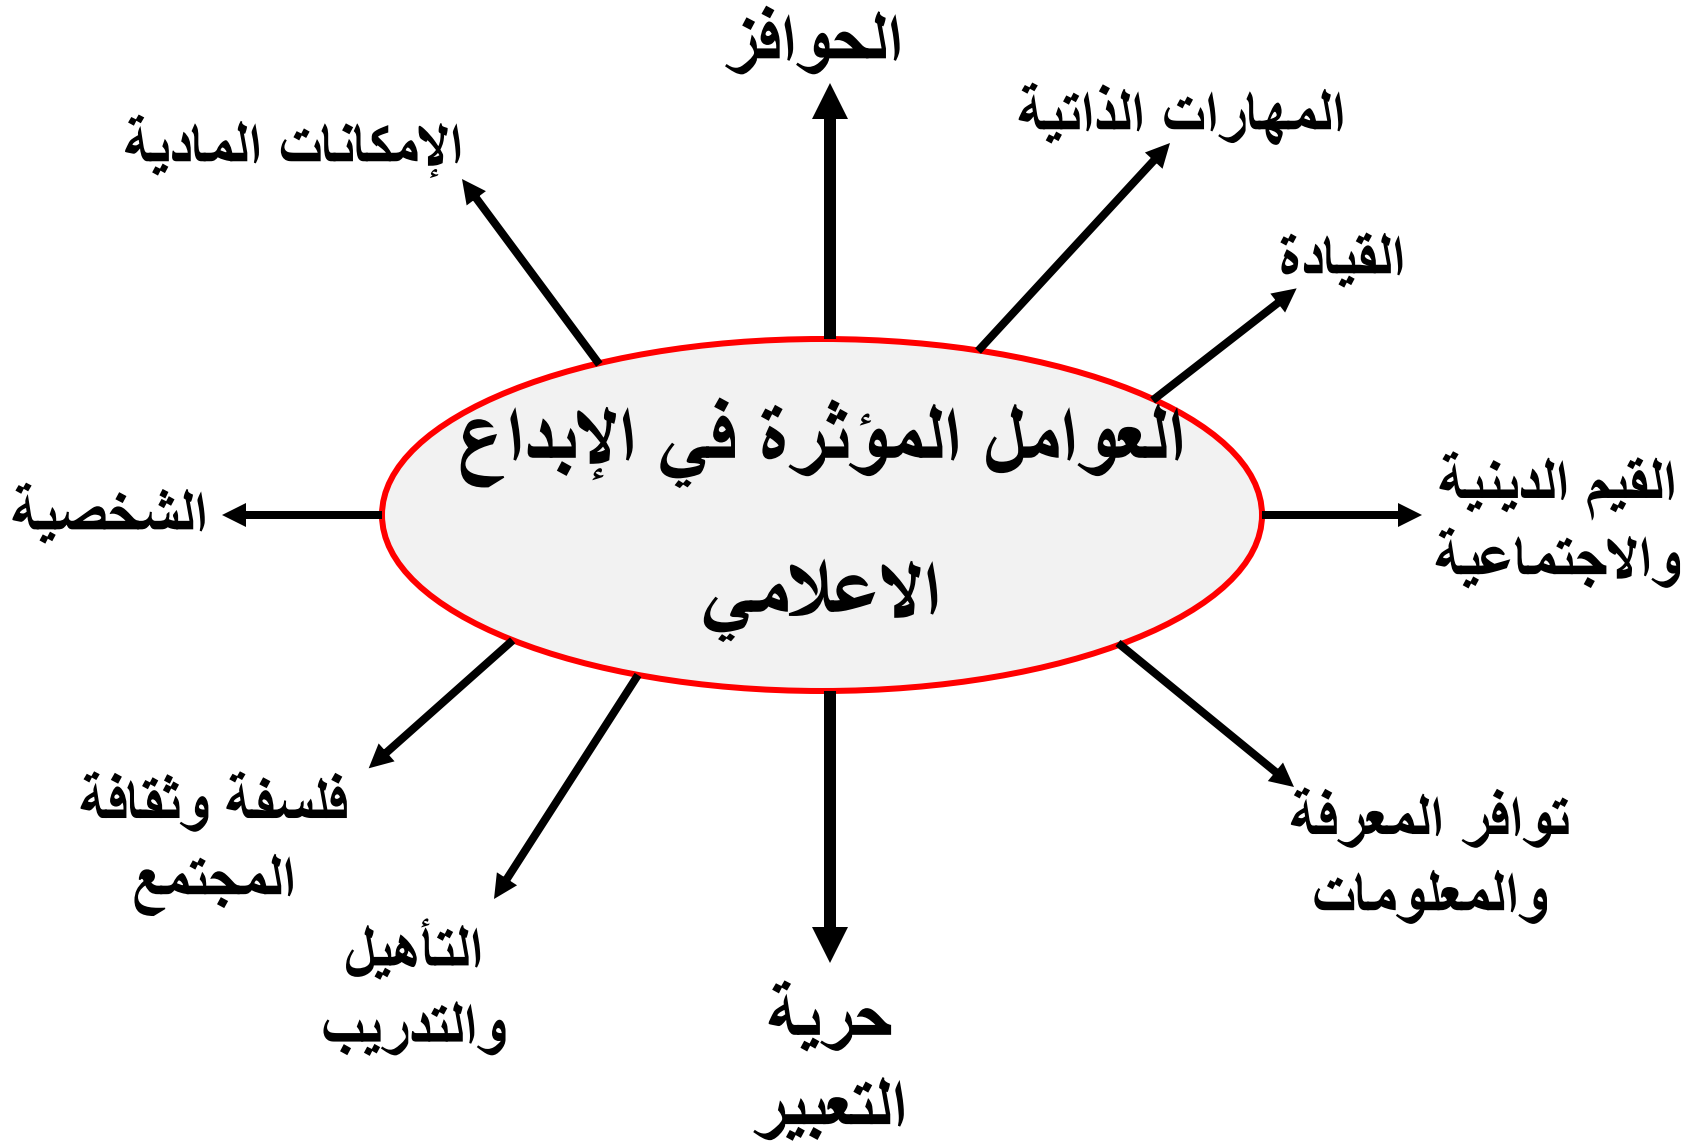 الحوافز
المهارات الذاتية
الإمكانات المادية
القيادة
العوامل المؤثرة في الإبداع
الاعلامي
القيم الدينية
والاجتماعية
الشخصية
فلسفة وثقافة
المجتمع
توافر المعرفة
والمعلومات
التأهيل
والتدريب
حرية
التعبير